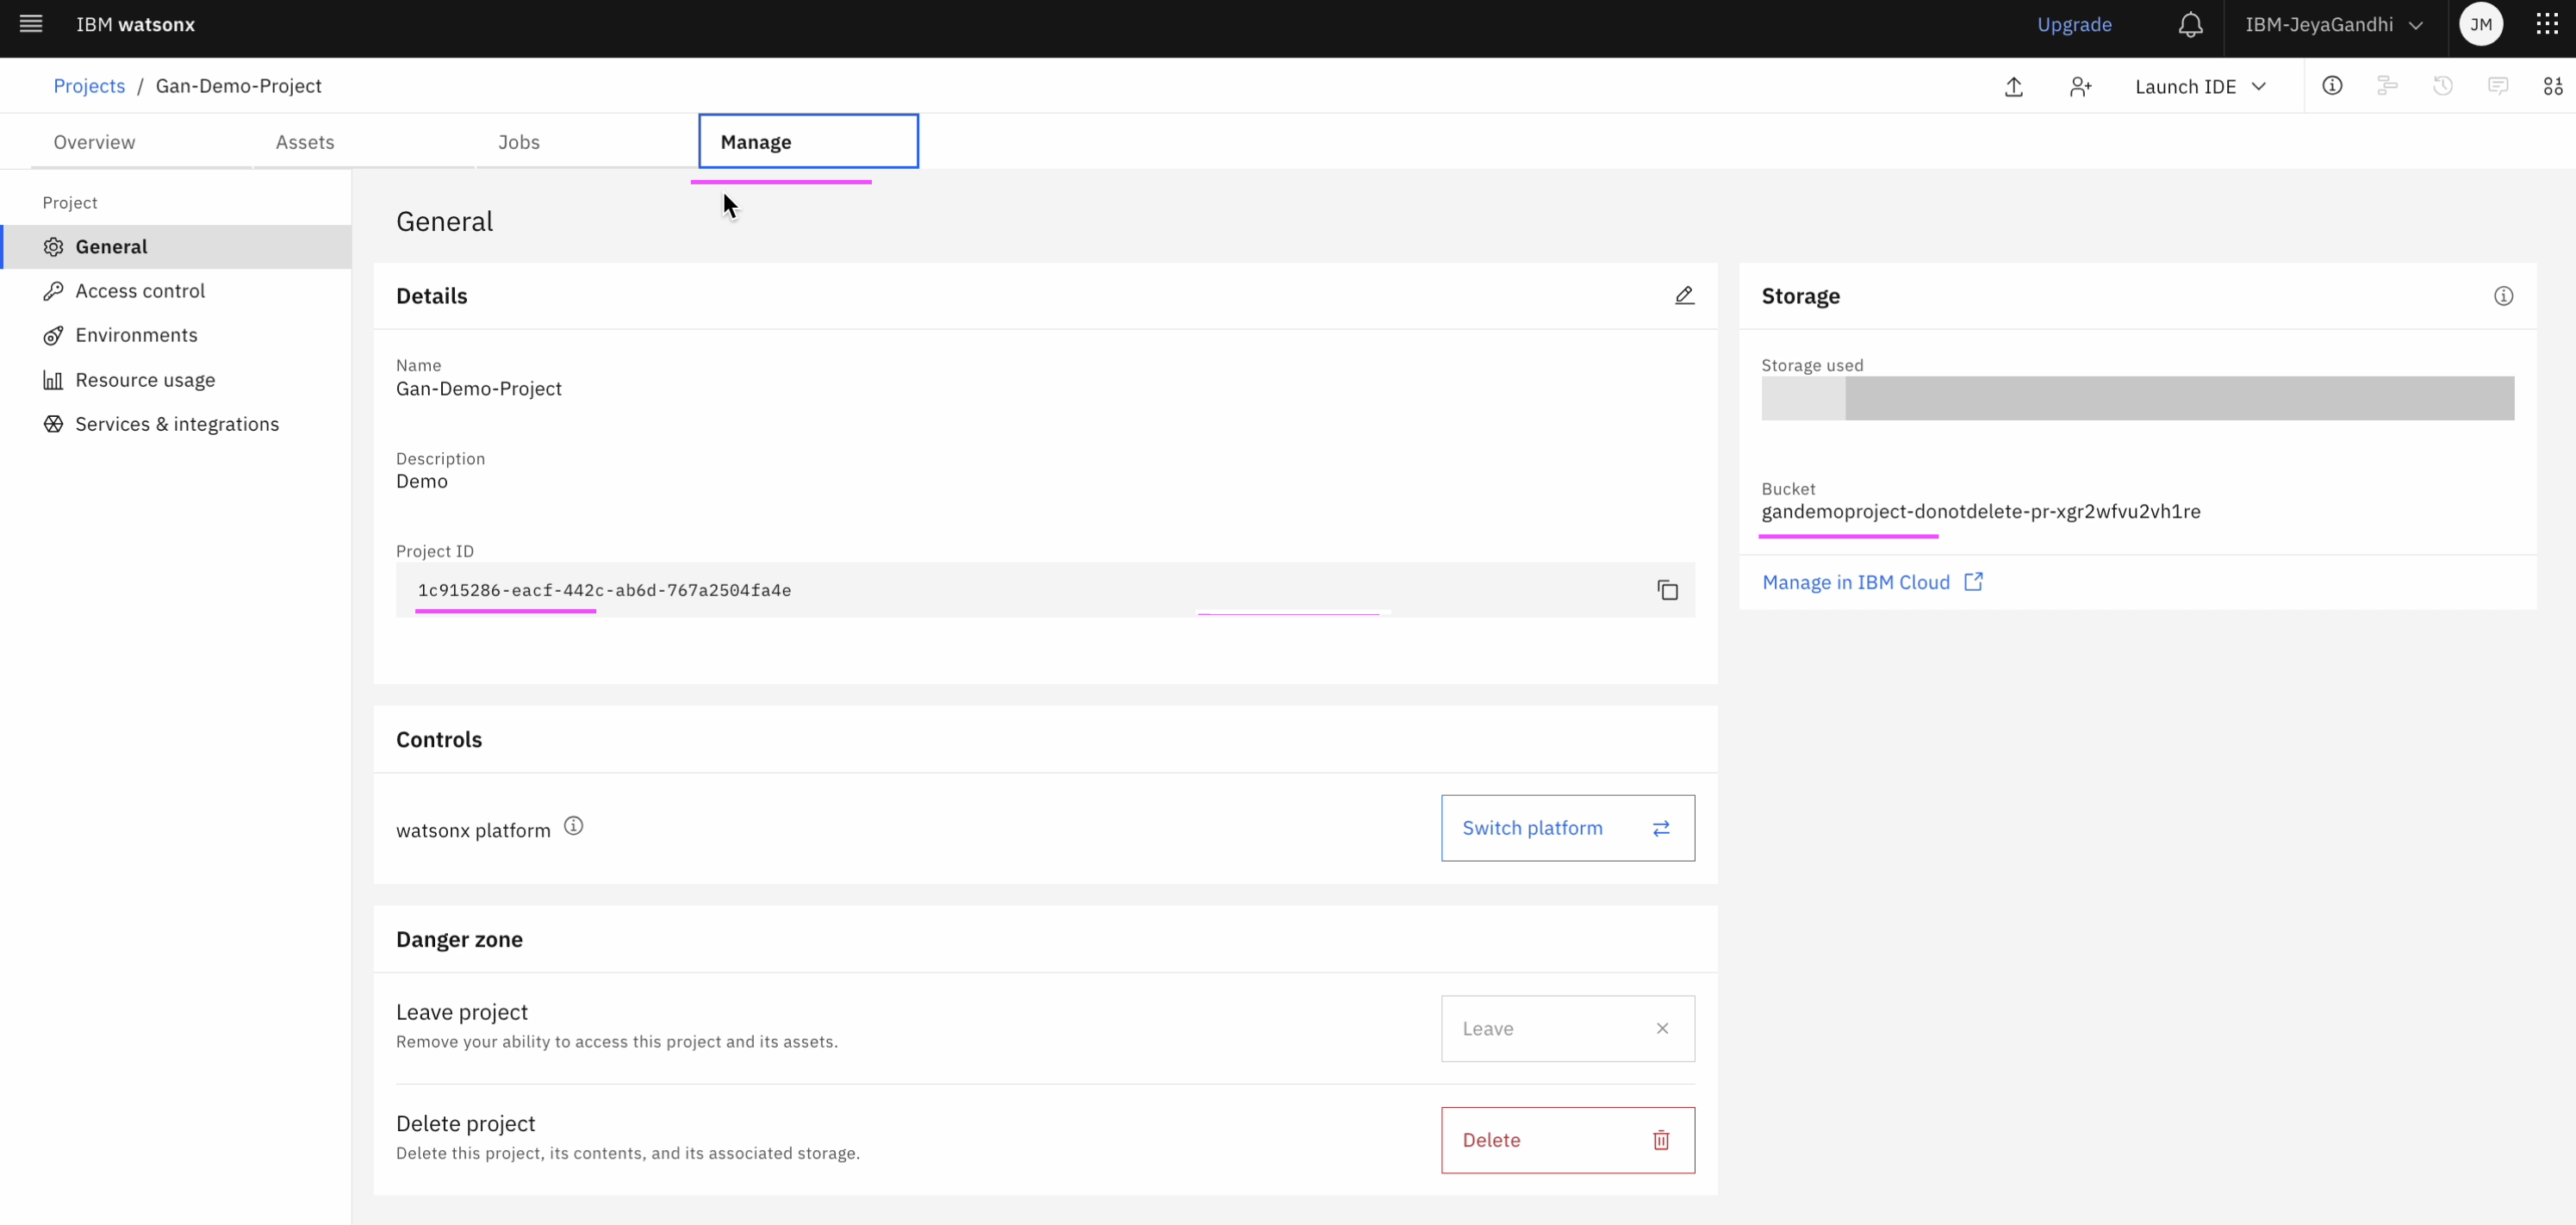 IBM watsonx
Upgrade
IBM-JeyaGandhi
JM
Projects / Gan-Demo-Project
Launch IDE
Overview
Assets
Jobs
Manage
Project
General
Access control
Environments
Resource usage
Services & integrations
General
Details
Name
Gan-Demo-Project
Description
Demo
Project ID
1c915286-eacf-442c-ab6d-767a2504fa4e
Storage
Storage used
Bucket
gandemoproject-donotdelete-pr-xgr2wfvu2vh1re
Manage in IBM Cloud
Controls
watsonx platform
Switch platform
Danger zone
Leave project
Remove your ability to access this project and its assets.
Leave
Delete project
Delete this project, its contents, and its associated storage.
Delete